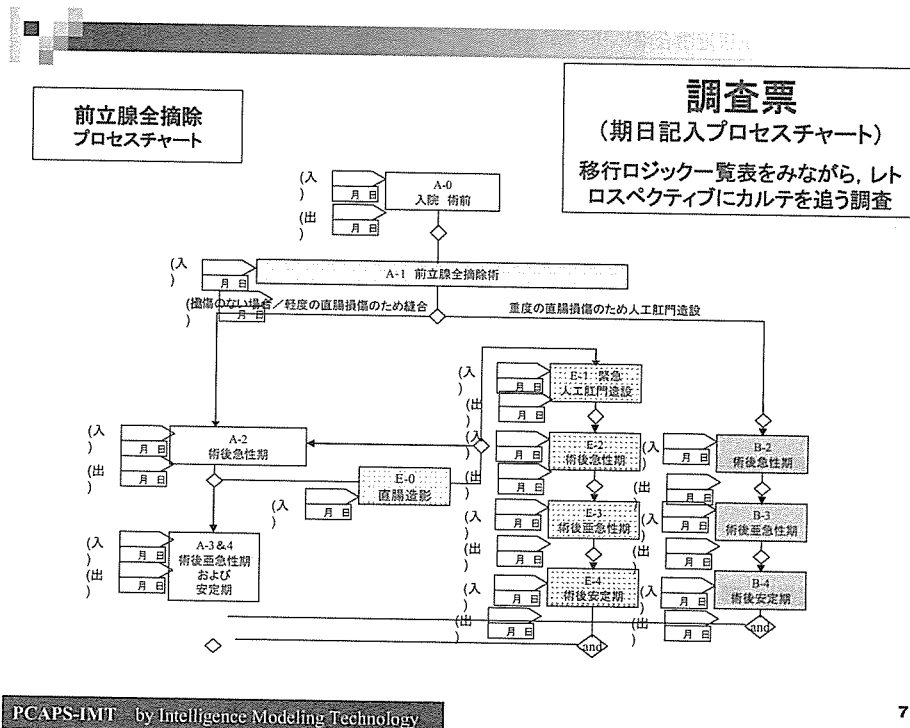 前立腺全摘除
プロセスチャート
調査票
(期日記入プロセスチャート)
移行ロジック一覧表をみながら,レト
ロスペクティブにカルテを追う調査
(入
)
月 日
A-0
入院 術前
(出
)
月 日
(入
)
月 日
A-1 前立腺全摘除術
(損傷のない場合/軽度の直腸損傷のため縫合
月 日
重度の直腸損傷のため人工肛門造設
(入
)
月 日
E-1 緊急
人工肛門造設
(出
月 日
(入
)
月 日
A-2
術後急性期
(出
)
月 日
(入
)
月 日
E-0
直腸造影
)
月 日
E-2
術後急性期
(出
)
月 日
(入
)
月 日
B-2
術後急性期
(出
)
月 日
(入
)
月 日
A-3&4
術後亜急性期
および
安定期
(出
)
月 日
(入
)
月 日
E-3
術後亜急性期
(出
)
月 日
(入
)
月 日
B-3
術後亜急性期
(出
)
月 日
(入
)
月 日
E-4
術後安定期
(出
)
月 日
(入
)
月 日
B-4
術後安定期
(出
)
月 日
and
and
PCAPS-IMT by Intelligence Modeling Technology
7